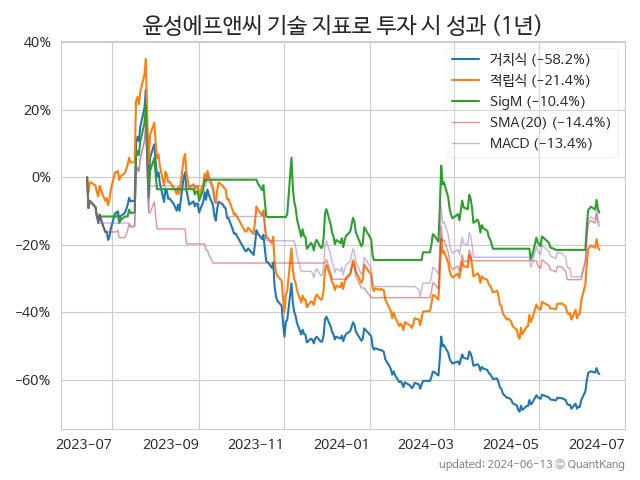 윤성에프앤씨 기술 지표로 투자 시 성과 (1년)
40%
20%
0%
−20%
−40%
−60%
거치식 (−58.2%)
적립식 (−21.4%)
SigM (−10.4%)
SMA(20) (−14.4%)
MACD (−13.4%)
2023-07
2023-09
2023-11
2024-01
2024-03
2024-05
2024-07
updated: 2024-06-13 ⓒ QuantKang